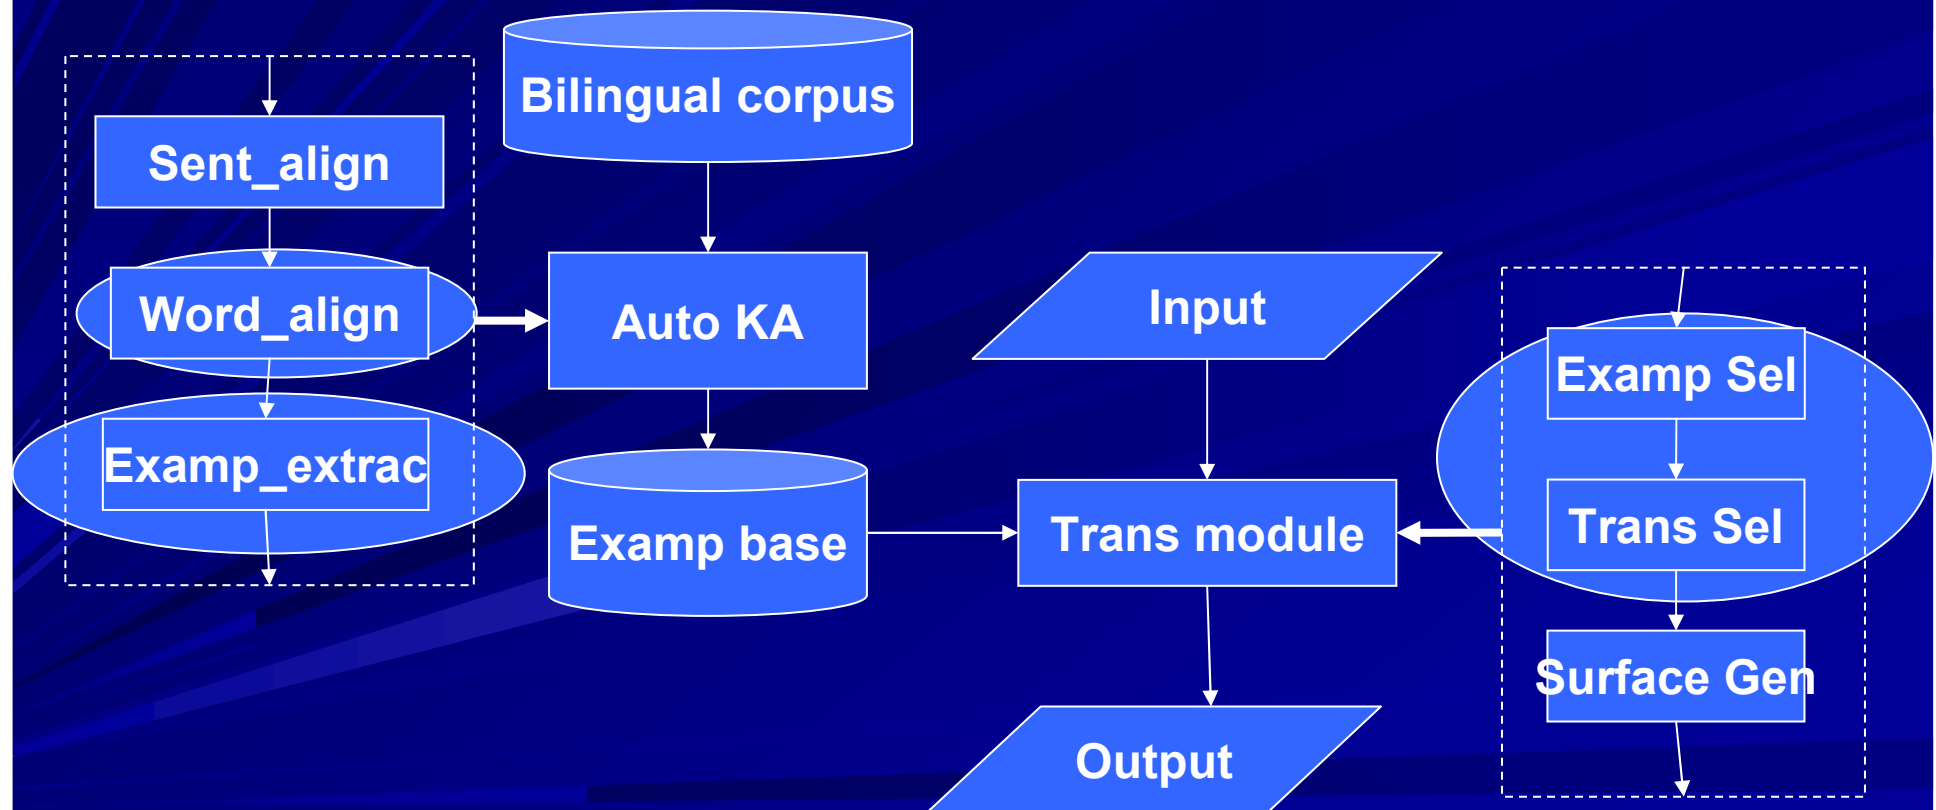 Bilingual corpus
Sent_align
Word_align
Auto KA
Input
Examp Sel
Examp_extrac
Examp base
Trans module
Trans Sel
Surface Gen
Output